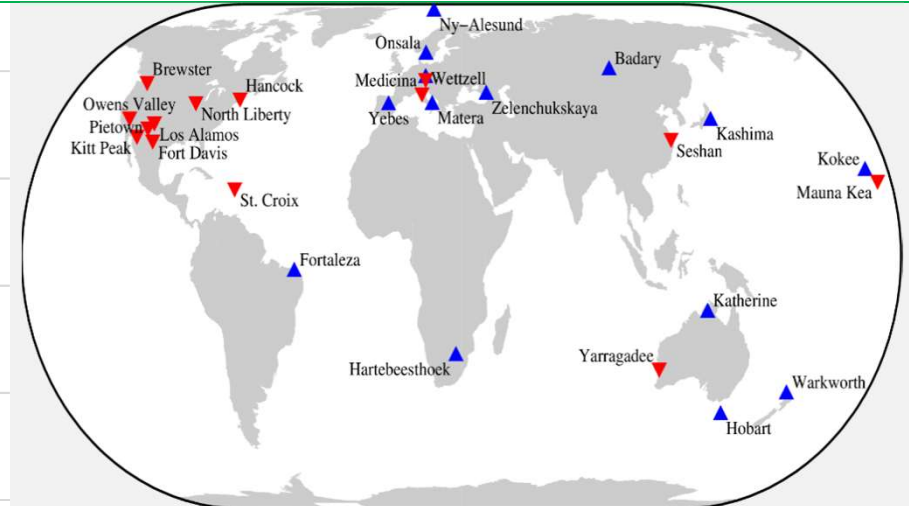 Ny-Alesund
Onsala
Badary
Brewster
Medicina
Wettzell
Hancock
Owens Valley
North Liberty
Zelenchukskaya
Yebes
Matera
Pietown
Los Alamos
Kashima
Kitt Peak
Fort Davis
Seshan
Kokee
Mauna Kea
St. Croix
Fortaleza
Katherine
Yarragadee
Hartebeesthoek
Warkworth
Hobart